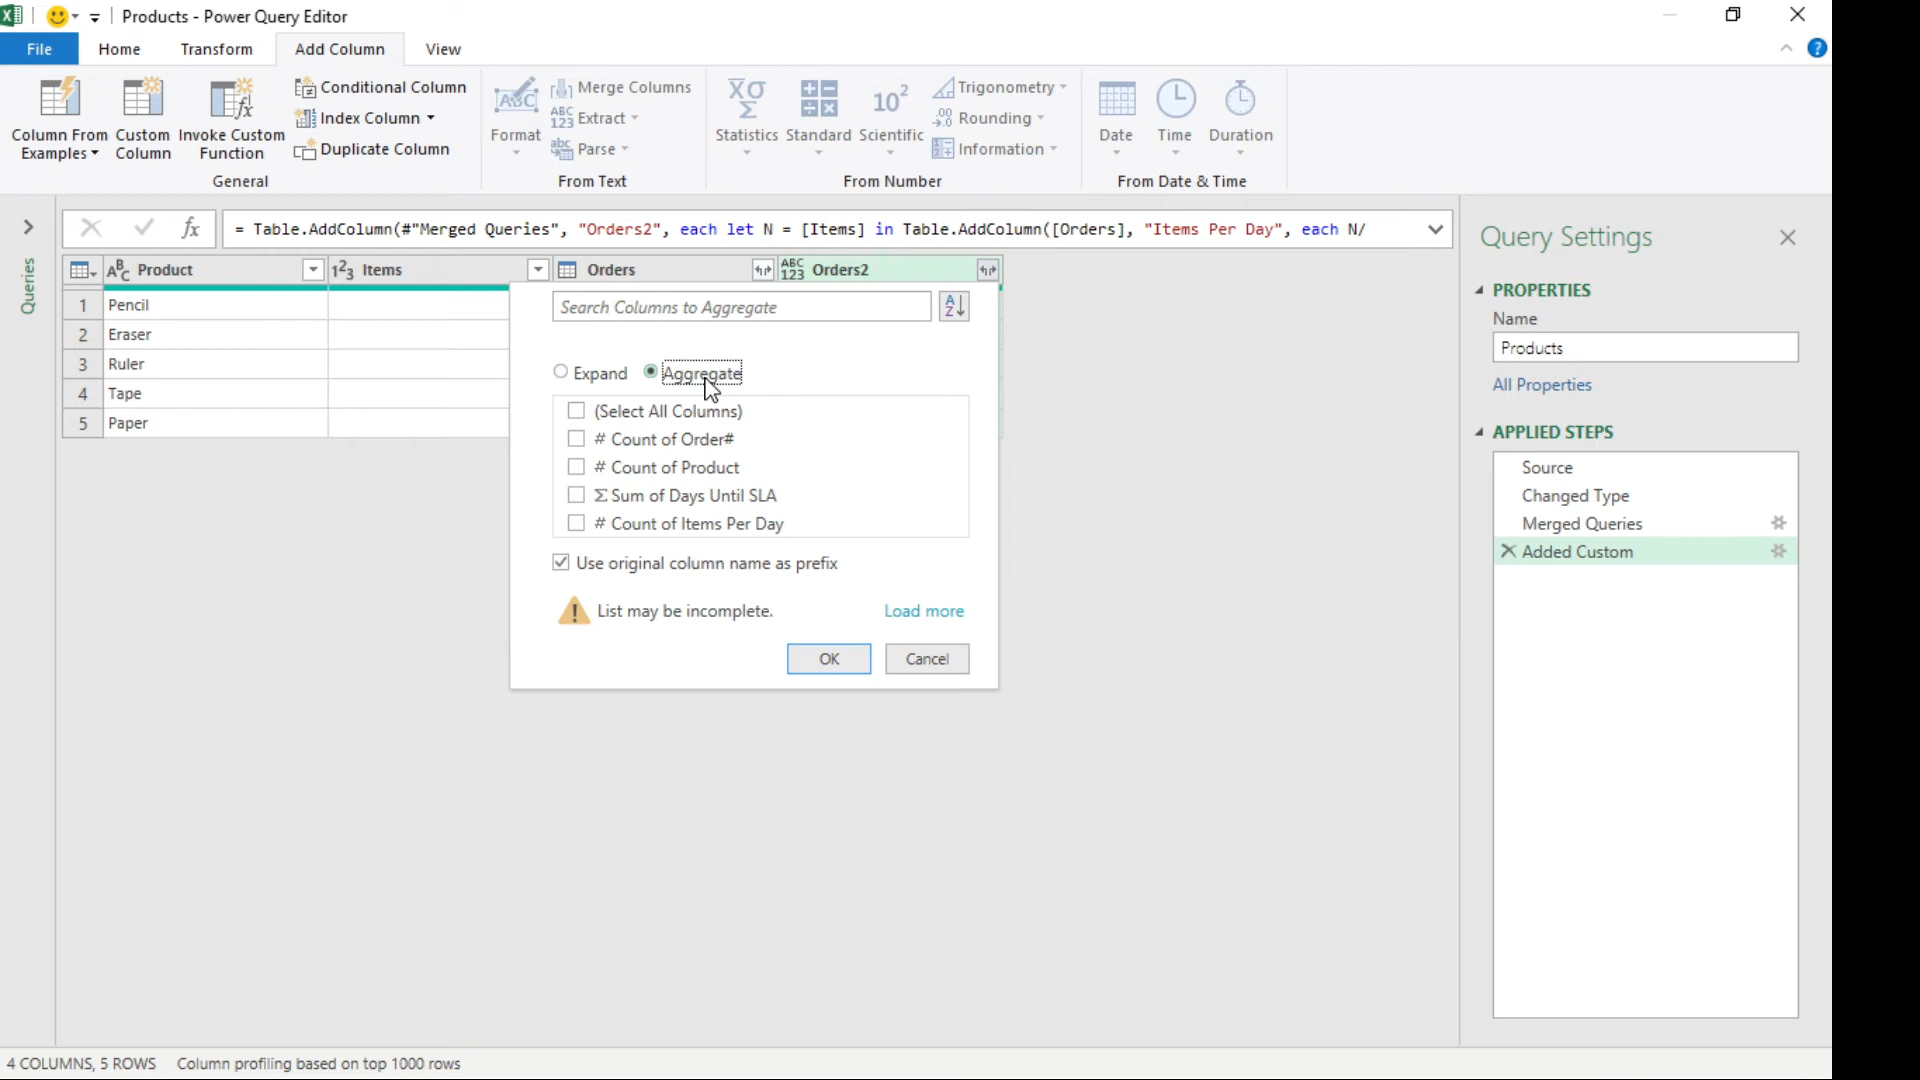 Products - Power Query Editor
File
Home
Transform
Add Column
View
Column From Examples
Custom Column
Invoke Custom Function
Conditional Column
Index Column
Duplicate Column
General
Format
Merge Columns
Extract
Parse
From Text
Statistics
Standard
Scientific
Trigonometry
Rounding
Information
From Number
Date
Time
Duration
From Date & Time
Queries
fx
= Table.AddColumn(#"Merged Queries", "Orders2", each let N = [Items] in Table.AddColumn([Orders], "Items Per Day", each N/
ABC Product
123 Items
Orders
ABC 123 Orders2
1 Pencil
2 Eraser
3 Ruler
4 Tape
5 Paper
Search Columns to Aggregate
AZ
Expand
Aggregate
(Select All Columns)
# Count of Order#
# Count of Product
Σ Sum of Days Until SLA
# Count of Items Per Day
Use original column name as prefix
List may be incomplete.
Load more
OK
Cancel
Query Settings
PROPERTIES
Name
Products
All Properties
APPLIED STEPS
Source
Changed Type
Merged Queries
Added Custom
4 COLUMNS, 5 ROWS
Column profiling based on top 1000 rows